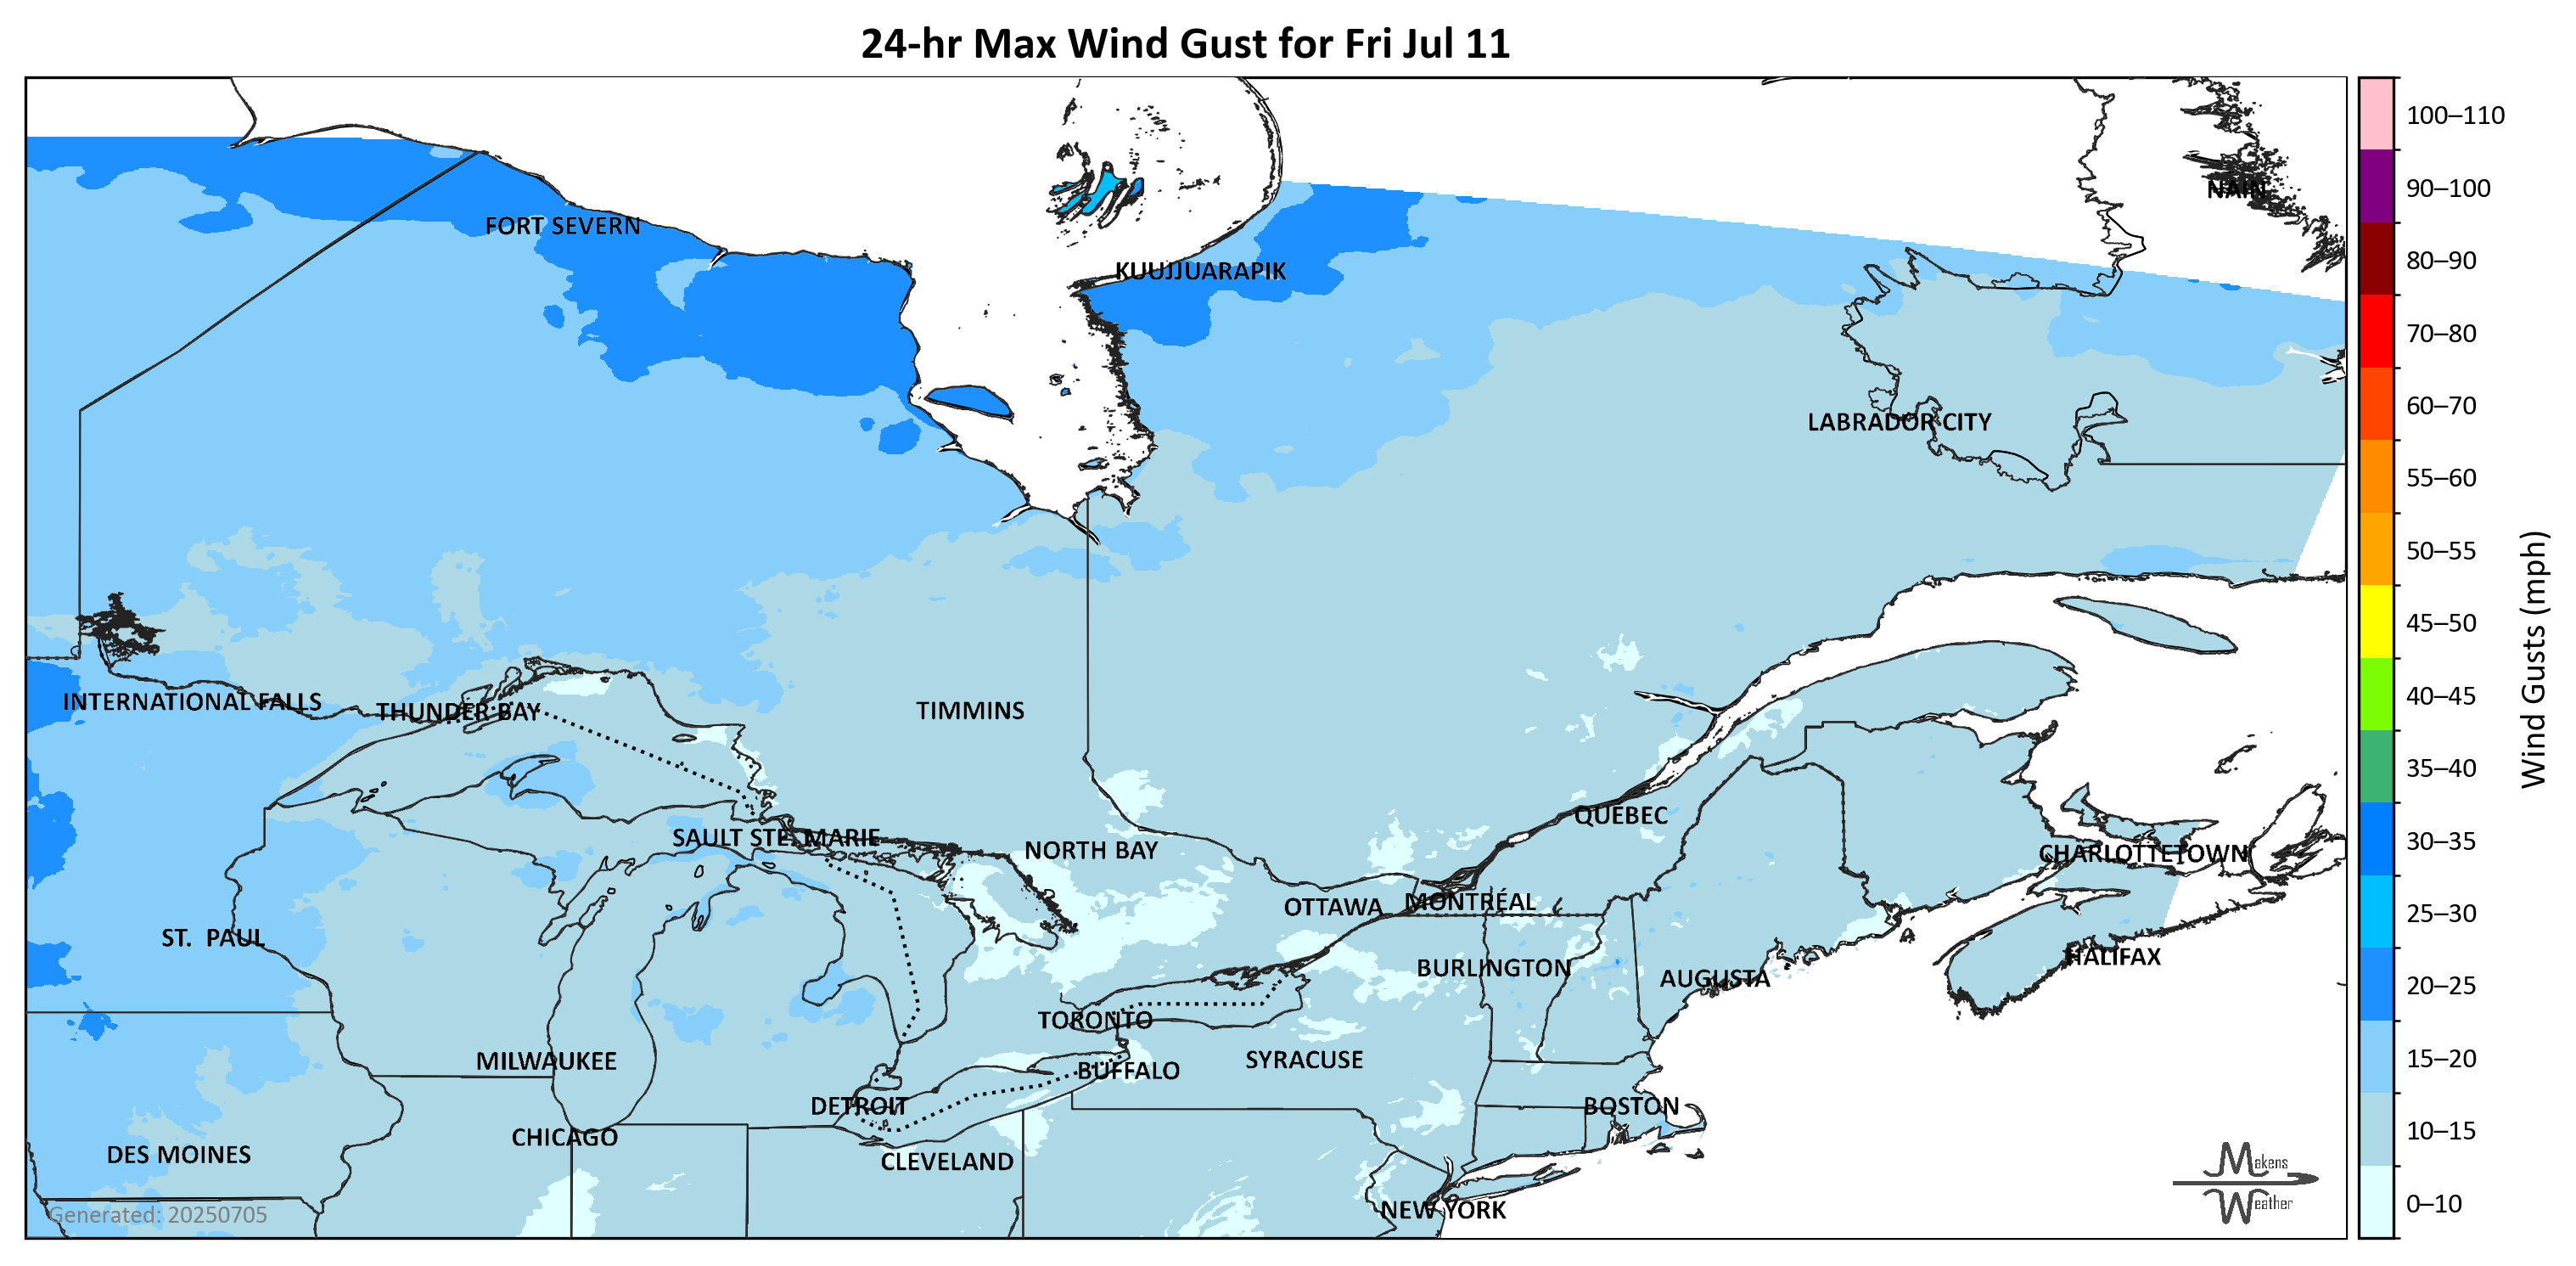 24-hr Max Wind Gust for Fri Jul 11
100–110
90–100
NAIN
FORT SEVERN
80–90
KUUJJUARAPIK
70–80
60–70
LABRADOR CITY
55–60
50–55
45–50
Wind Gusts (mph)
40–45
INTERNATIONAL FALLS
THUNDER BAY
TIMMINS
35–40
QUÉBEC
30–35
SAULT STE. MARIE
NORTH BAY
CHARLOTTETOWN
OTTAWA
MONTRÉAL
25–30
ST. PAUL
HALIFAX
BURLINGTON
AUGUSTA
20–25
TORONTO
MILWAUKEE
SYRACUSE
15–20
BUFFALO
DETROIT
BOSTON
CHICAGO
10–15
DES MOINES
CLEVELAND
Makens
Weather
NEW YORK
0–10
Generated: 20250705